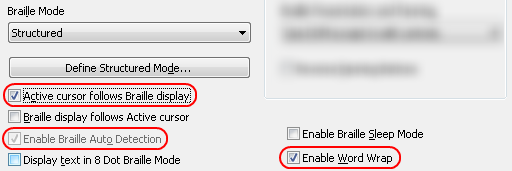 Braille Mode
Structured
Define Structured Mode...
Active cursor follows Braille display
Braille display follows Active cursor
Enable Braille Auto Detection
Display text in 8 Dot Braille Mode
Enable Braille Sleep Mode
Enable Word Wrap